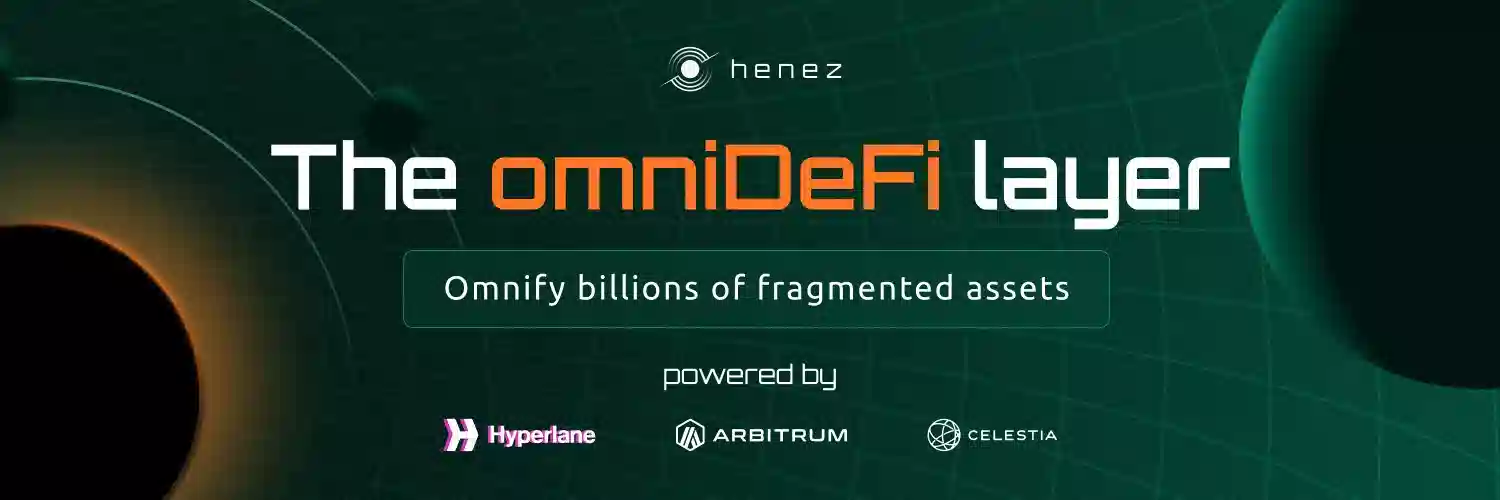 henez
The omniDeFi layer
Omnify billions of fragmented assets
powered by
Hyperlane
ARBITRUM
CELESTIA